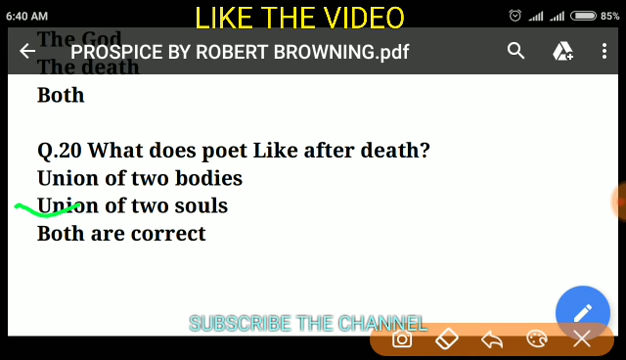 6:40 AM
LIKE THE VIDEO
85%
The God
PROSPICE BY ROBERT BROWNING.pdf
The death
Both
Q.20 What does poet Like after death?
Union of two bodies
Union of two souls
Both are correct
SUBSCRIBE THE CHANNEL